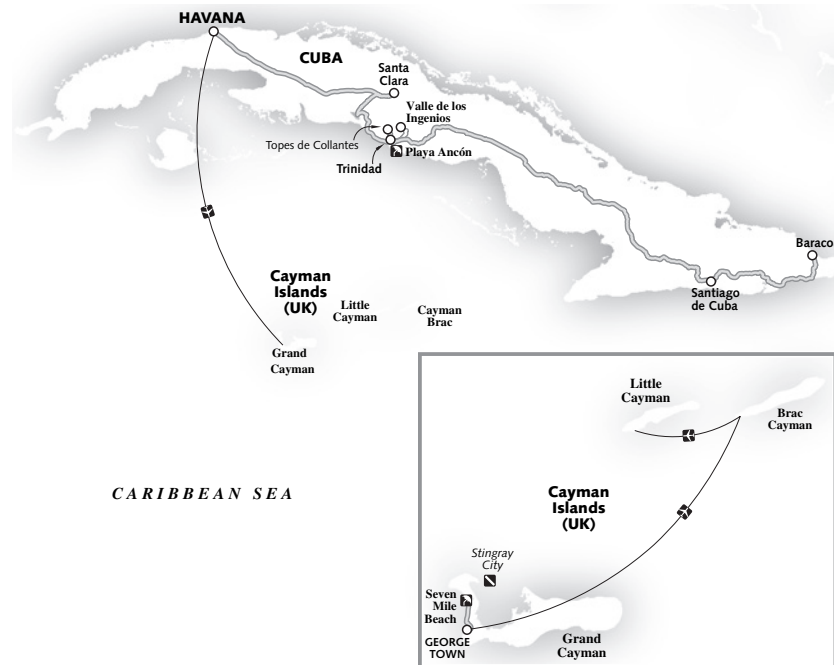 HAVANA
CUBA
Santa
Clara
Valle de los
Ingenios
Topes de Collantes
Trinidad
Playa Ancón
Baraco
Santiago
de Cuba
Cayman
Islands
(UK)
Little
Cayman
Cayman
Brac
Grand
Cayman
CARIBBEAN SEA
Little
Cayman
Brac
Cayman
Cayman
Islands
(UK)
Stingray
City
Seven
Mile
Beach
GEORGE
TOWN
Grand
Cayman